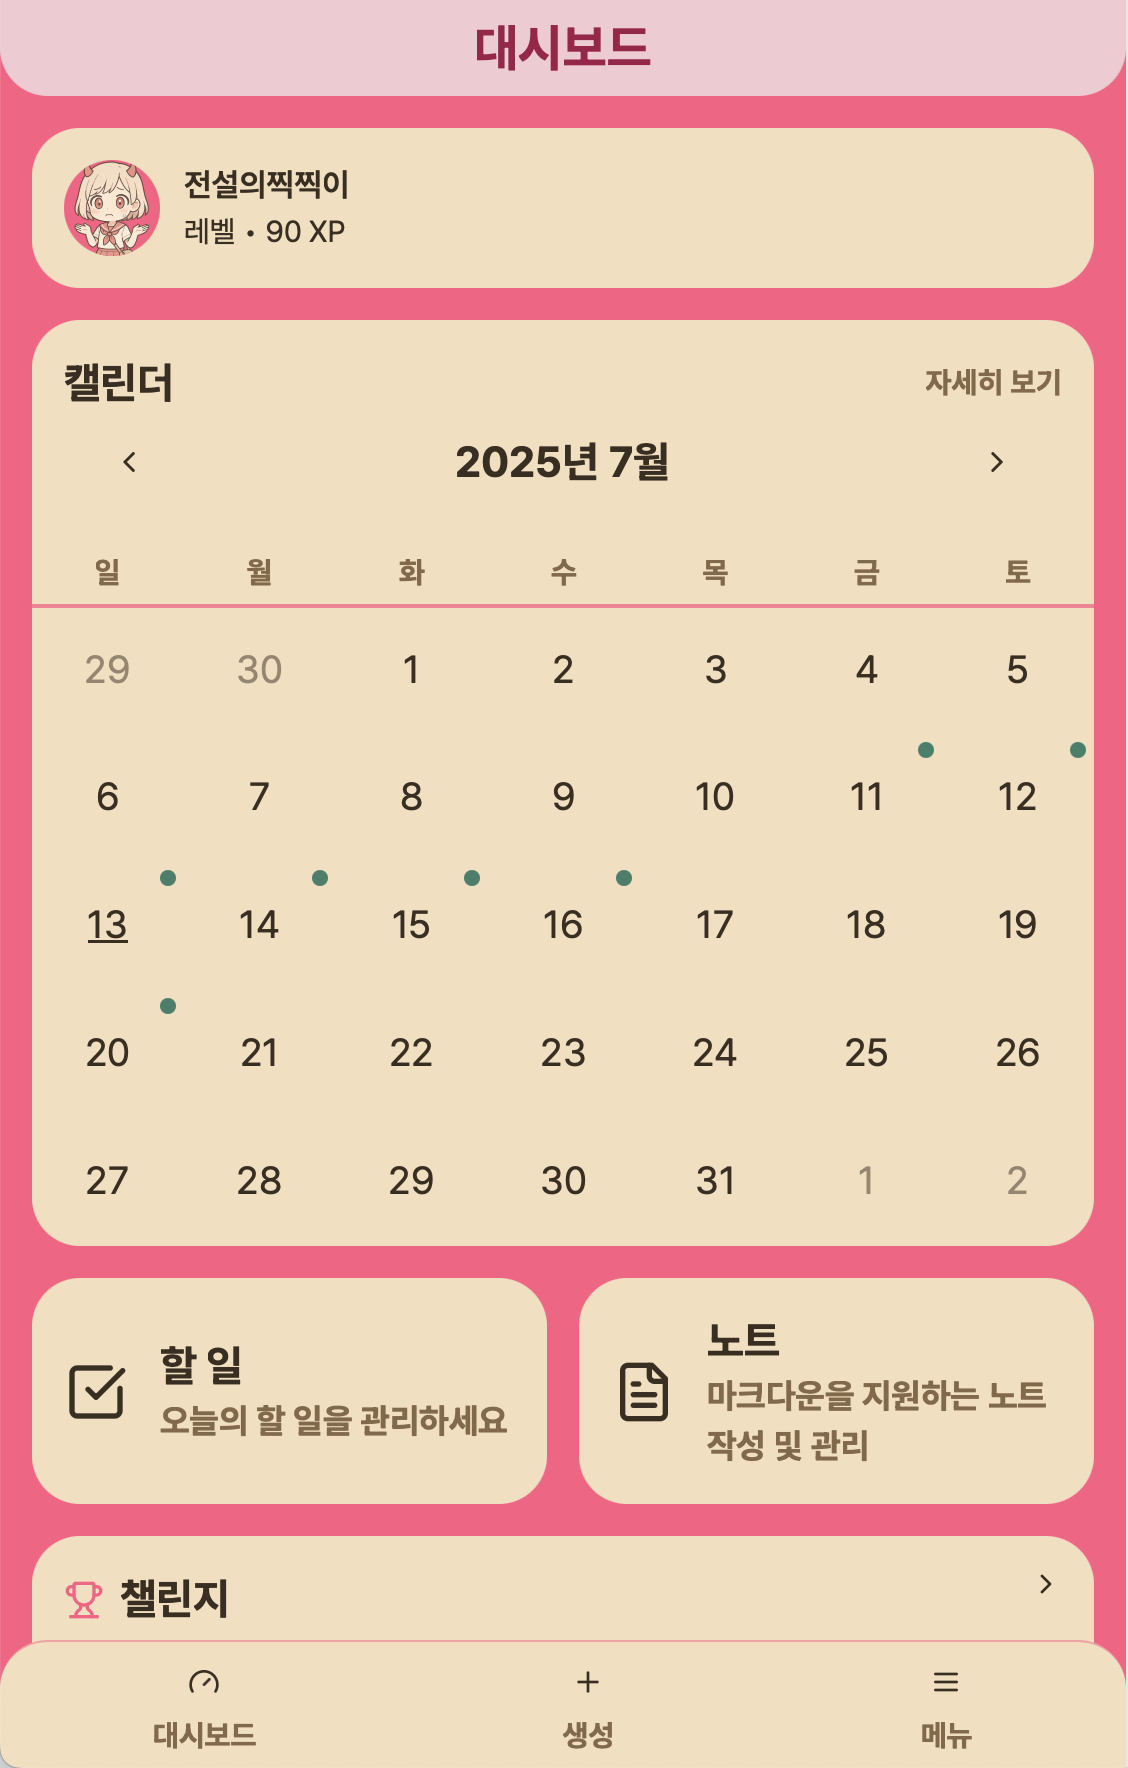 대시보드
전설의찍찍이
레벨 • 90 XP
캘린더
자세히 보기
2025년 7월
일 월 화 수 목 금 토
29 30 1 2 3 4 5
6 7 8 9 10 11 12
13 14 15 16 17 18 19
20 21 22 23 24 25 26
27 28 29 30 31 1 2
할 일
오늘의 할 일을 관리하세요
노트
마크다운을 지원하는 노트
작성 및 관리
챌린지
대시보드 생성 메뉴